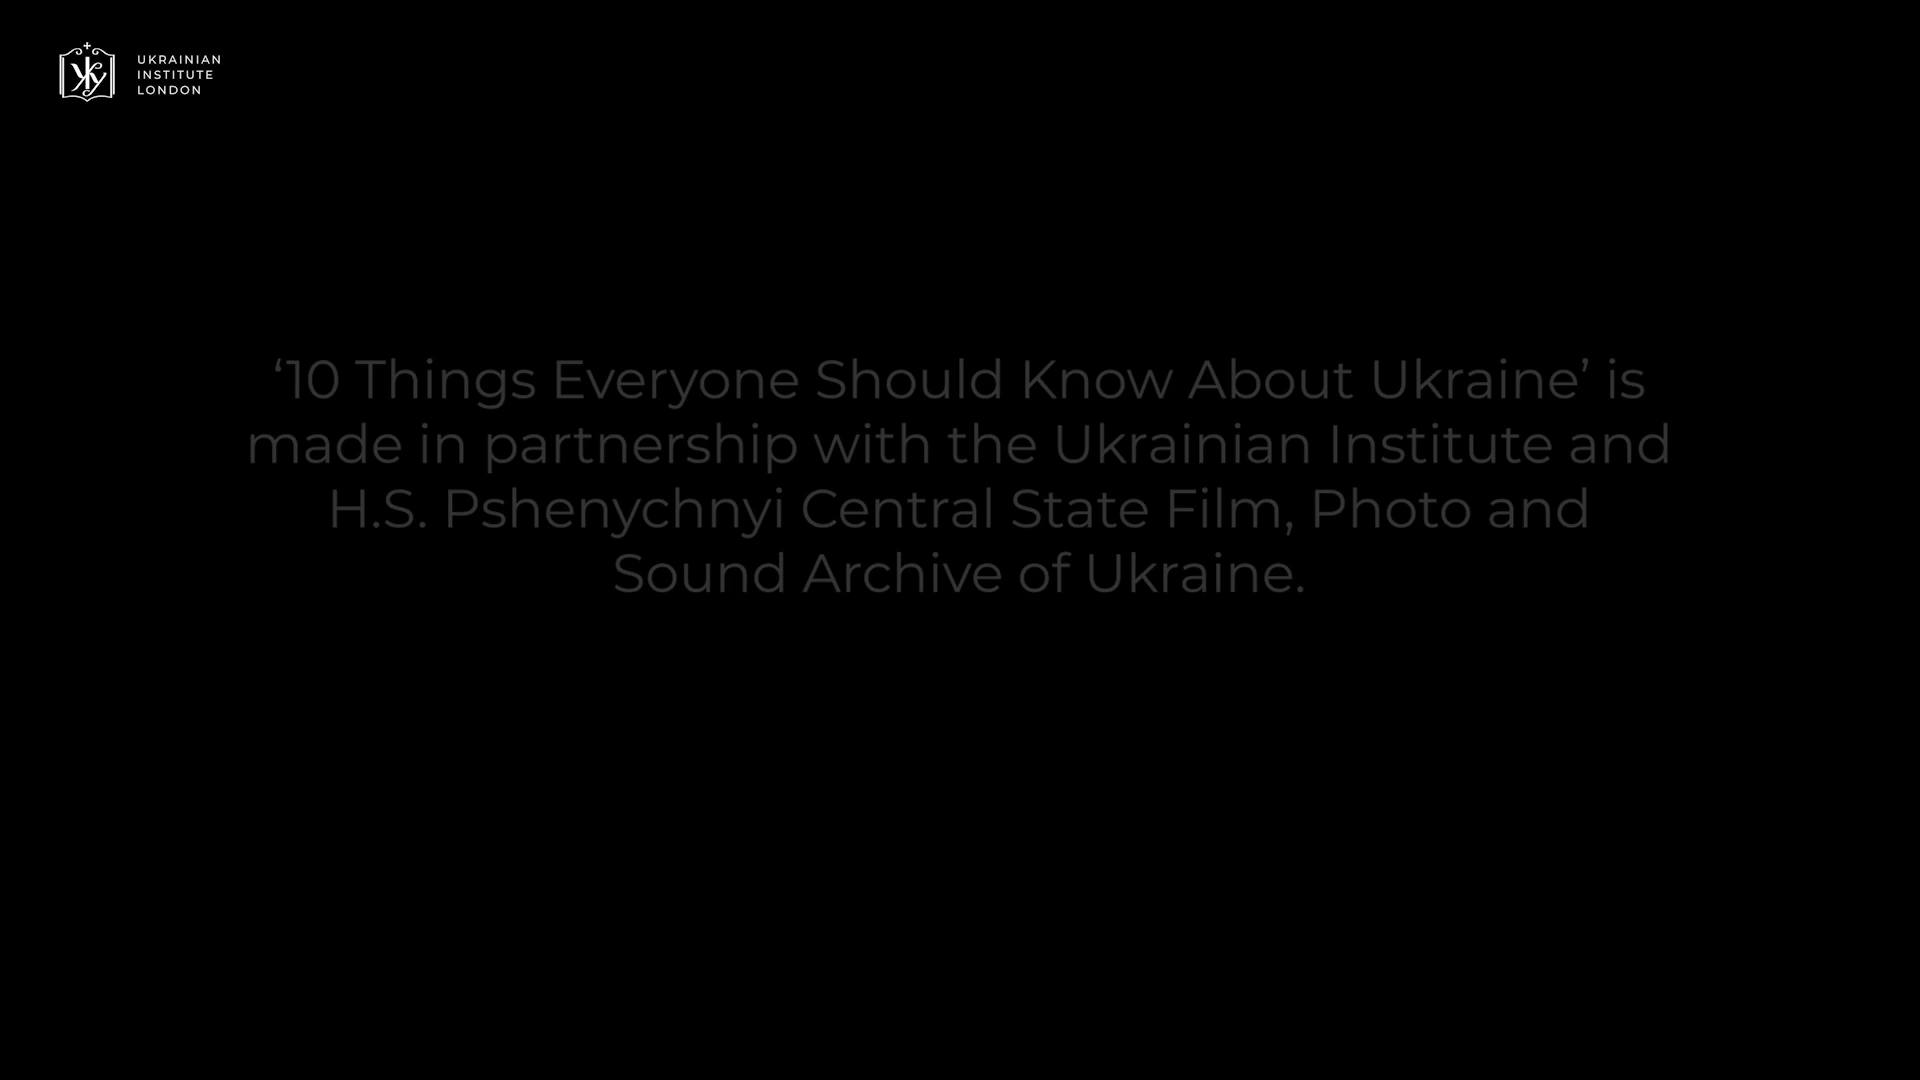 UKRAINIAN
INSTITUTE
LONDON
‘10 Things Everyone Should Know About Ukraine’ is
made in partnership with the Ukrainian Institute and
H.S. Pshenychnyi Central State Film, Photo and
Sound Archive of Ukraine.